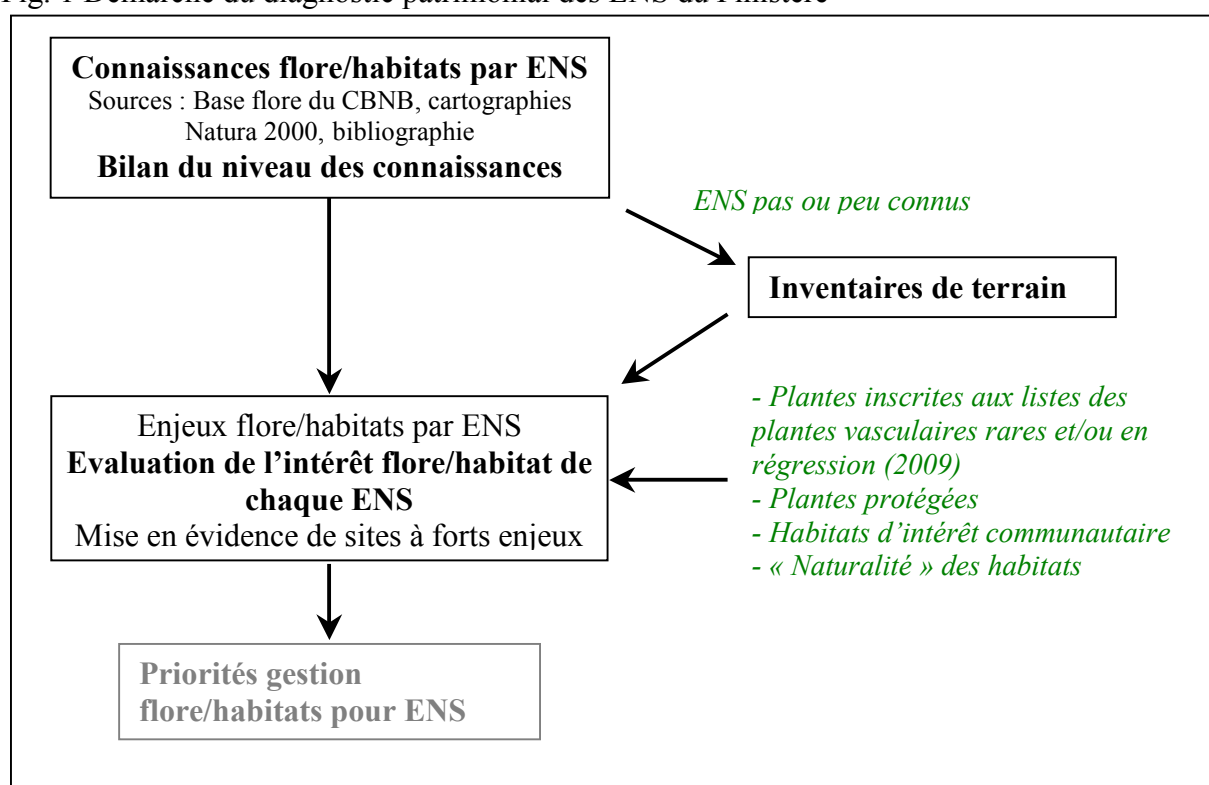 Fig. 1 Démarche du diagnostic patrimonial des ENS du Finistère
Connaissances flore/habitats par ENS
Sources : Base flore du CBNB, cartographies
Natura 2000, bibliographie
Bilan du niveau des connaissances
ENS pas ou peu connus
Inventaires de terrain
Enjeux flore/habitats par ENS
Evaluation de l’intérêt flore/habitat de
chaque ENS
Mise en évidence de sites à forts enjeux
- Plantes inscrites aux listes des
plantes vasculaires rares et/ou en
régression (2009)
- Plantes protégées
- Habitats d’intérêt communautaire
- « Naturalité » des habitats
Priorités gestion
flore/habitats pour ENS